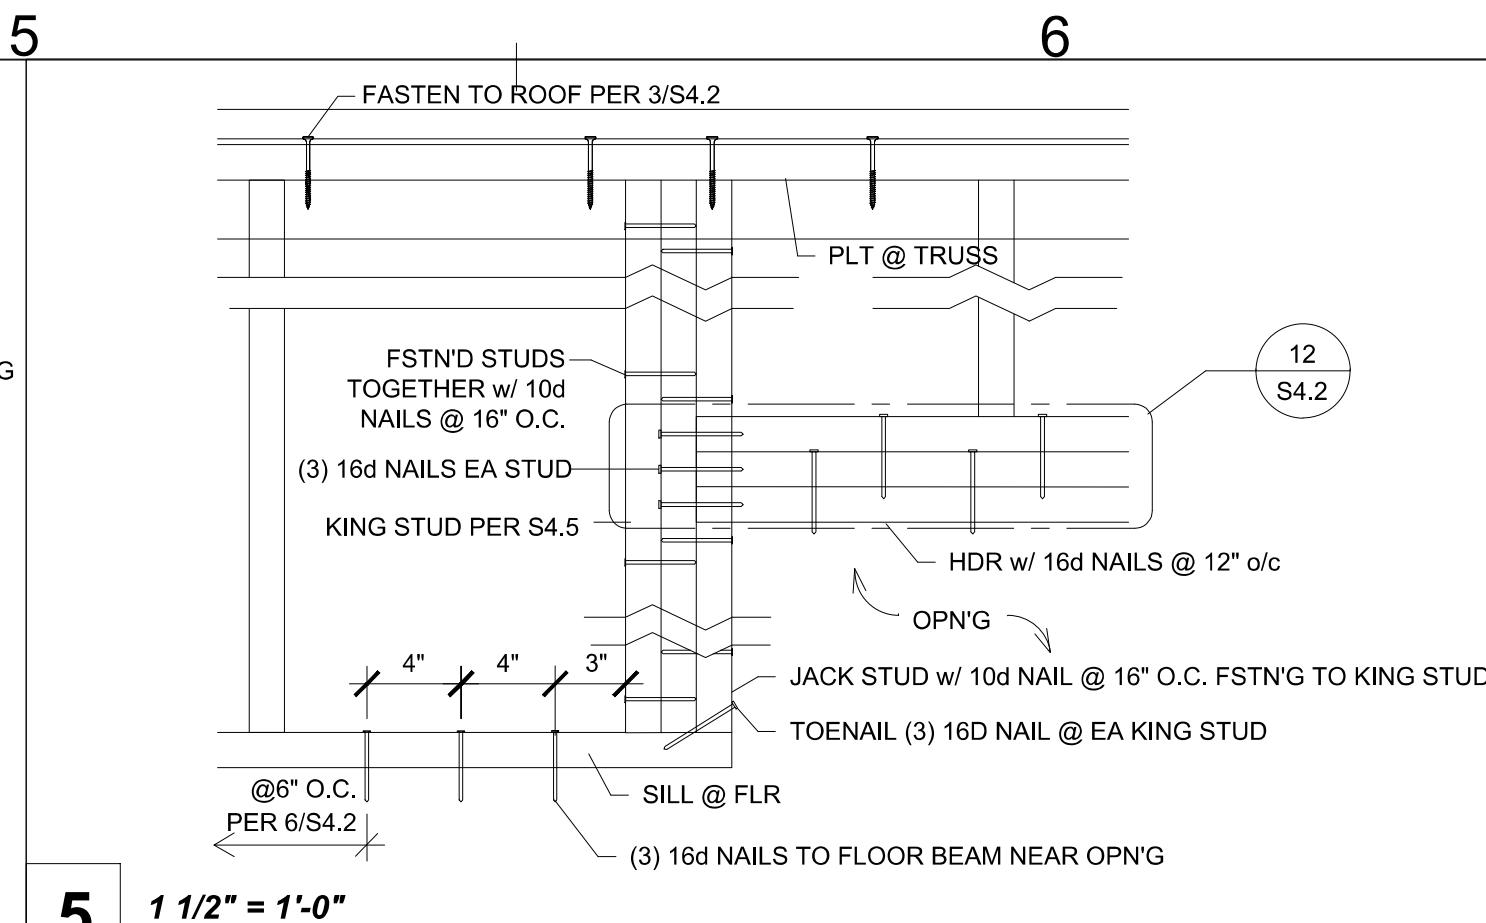 5
6
FASTEN TO ROOF PER 3/S4.2
PLT @ TRUSS
G
FSTN'D STUDS
TOGETHER w/ 10d
NAILS @ 16" O.C.
12
S4.2
(3) 16d NAILS EA STUD
KING STUD PER S4.5
HDR w/ 16d NAILS @ 12" o/c
OPN'G
4"
4"
3"
JACK STUD w/ 10d NAIL @ 16" O.C. FSTN'G TO KING STUD
TOENAIL (3) 16D NAIL @ EA KING STUD
@6" O.C.
PER 6/S4.2
SILL @ FLR
(3) 16d NAILS TO FLOOR BEAM NEAR OPN'G
5
1 1/2" = 1'-0"